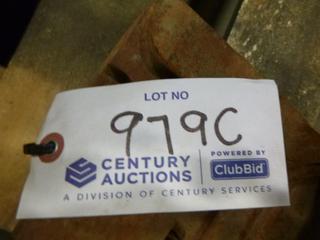 LOT NO
979C
CENTURY AUCTIONS
POWERED BY
ClubBid
A DIVISION OF CENTURY SERVICES